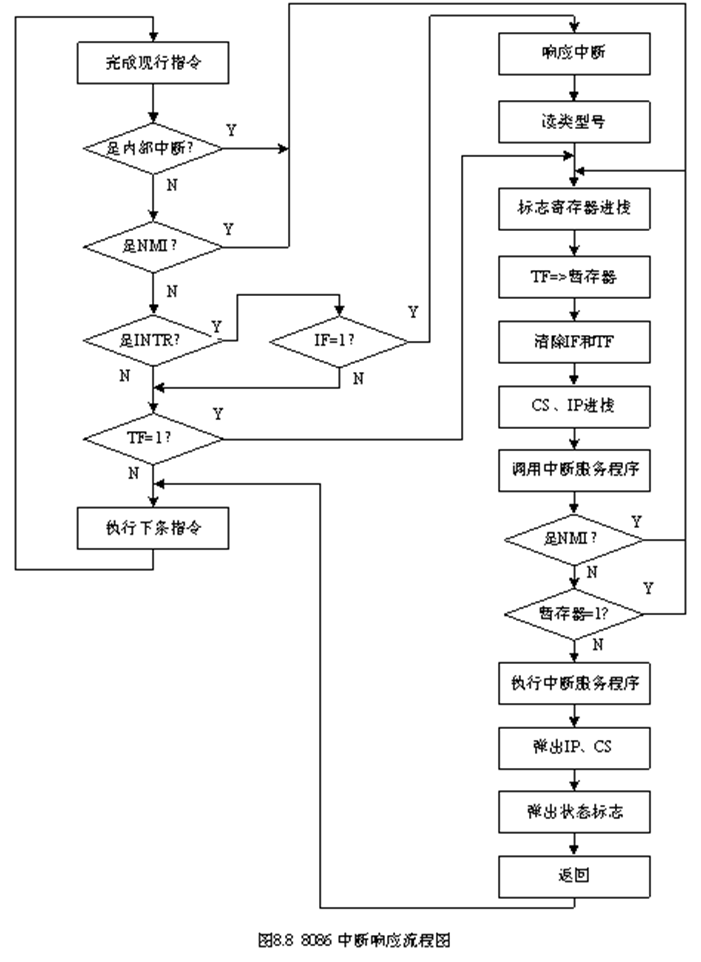 完成现行指令
是内部中断?
Y
N
是NMI?
Y
N
是INTR?
Y
N
IF=1?
Y
N
TF=1?
Y
N
执行下条指令
响应中断
读类型号
标志寄存器进栈
TF=>暂存器
清除IF和TF
CS、IP进栈
调用中断服务程序
是NMI?
Y
N
暂存器=1?
Y
N
执行中断服务程序
弹出IP、CS
弹出状态标志
返回
图8.8 8086 中断响应流程图